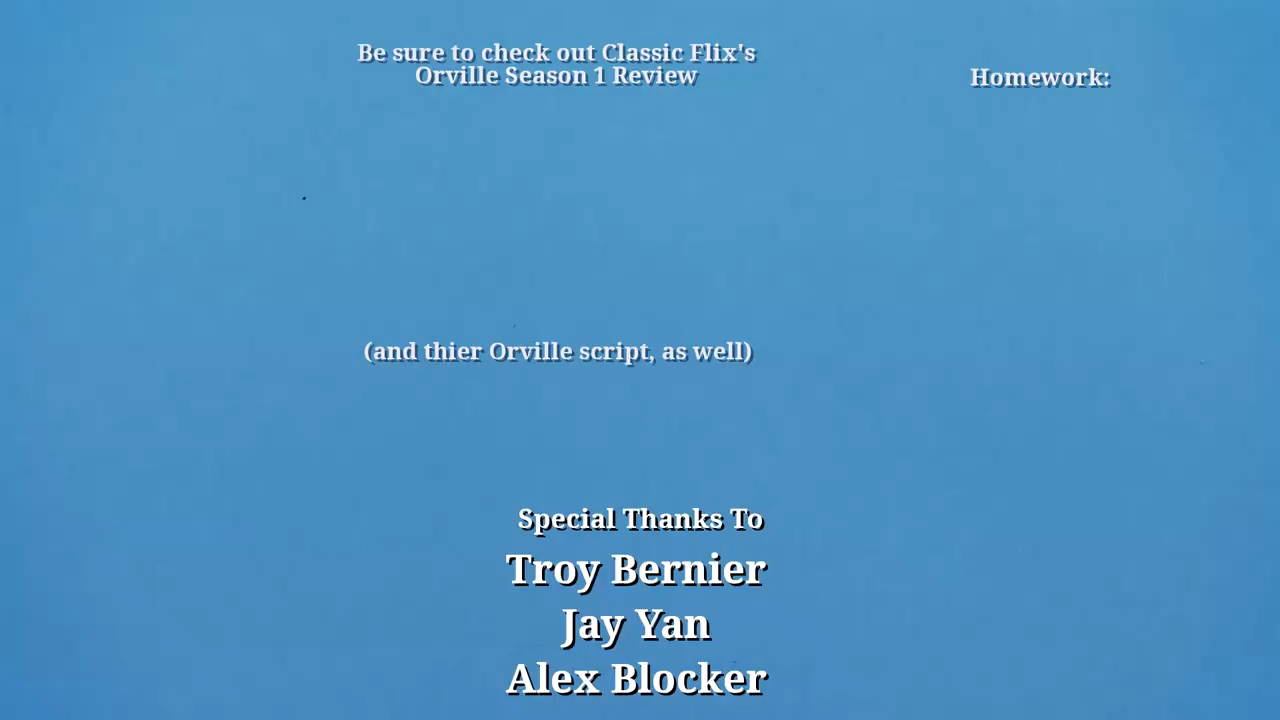 Be sure to check out Classic Flix's
Orville Season 1 Review
Homework:
(and thier Orville script, as well)
Special Thanks To
Troy Bernier
Jay Yan
Alex Blocker